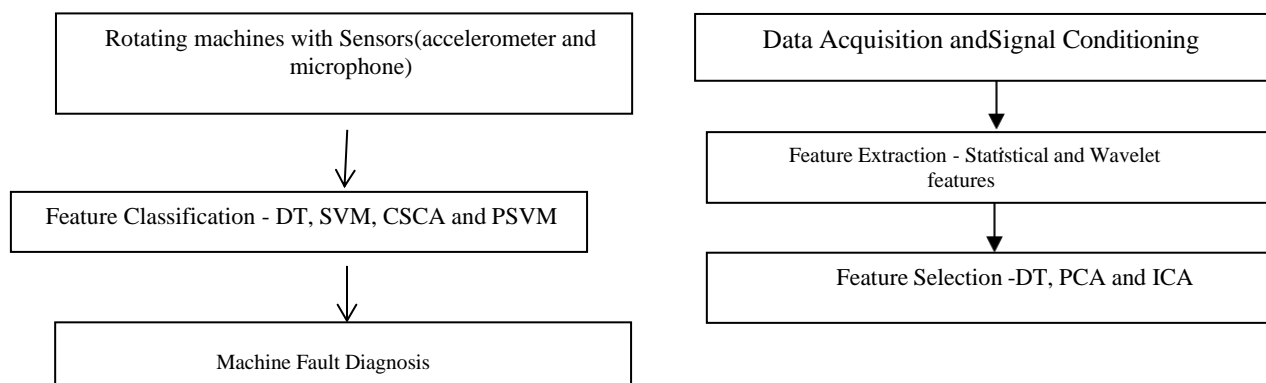 Rotating machines with Sensors(accelerometer and
microphone)
Feature Classification - DT, SVM, CSCA and PSVM
Machine Fault Diagnosis
Data Acquisition andSignal Conditioning
Feature Extraction - Statistical and Wavelet
features
Feature Selection -DT, PCA and ICA